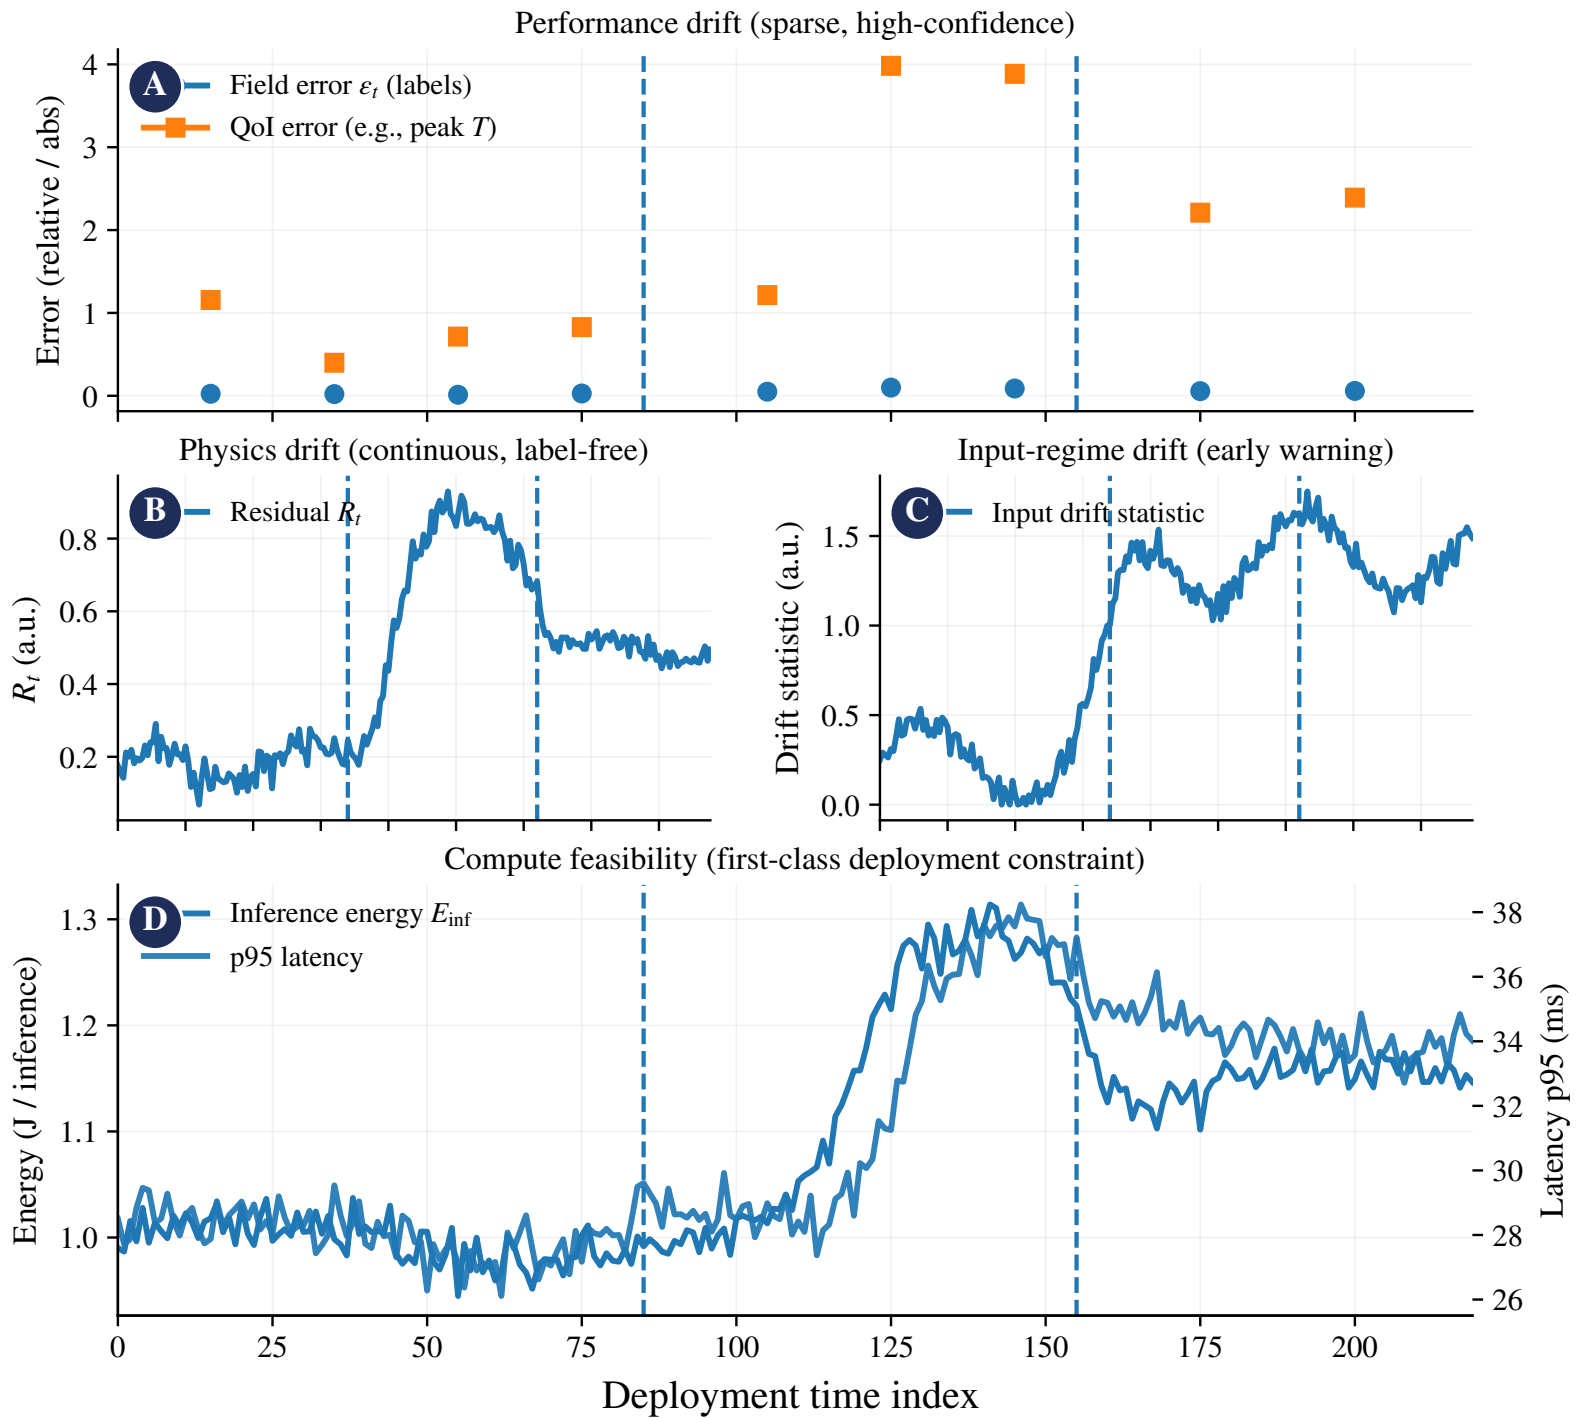 Performance drift (sparse, high-confidence)
A
Field error εt (labels)
QoI error (e.g., peak T)
Error (relative / abs)
4
3
2
1
0
Physics drift (continuous, label-free)
B
Residual Rt
Rt (a.u.)
0.8
0.6
0.4
0.2
Input-regime drift (early warning)
C
Input drift statistic
Drift statistic (a.u.)
1.5
1.0
0.5
0.0
Compute feasibility (first-class deployment constraint)
D
Inference energy Einf
p95 latency
Energy (J / inference)
1.3
1.2
1.1
1.0
38
36
34
32
30
28
26
Latency p95 (ms)
0 25 50 75 100 125 150 175 200
Deployment time index